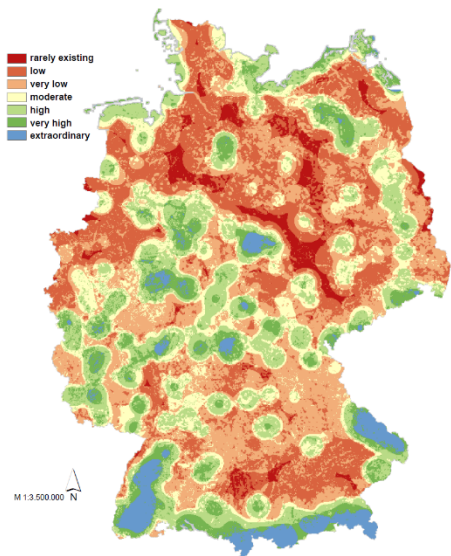 rarely existing
low
very low
moderate
high
very high
extraordinary
M 1:3.500.000 N